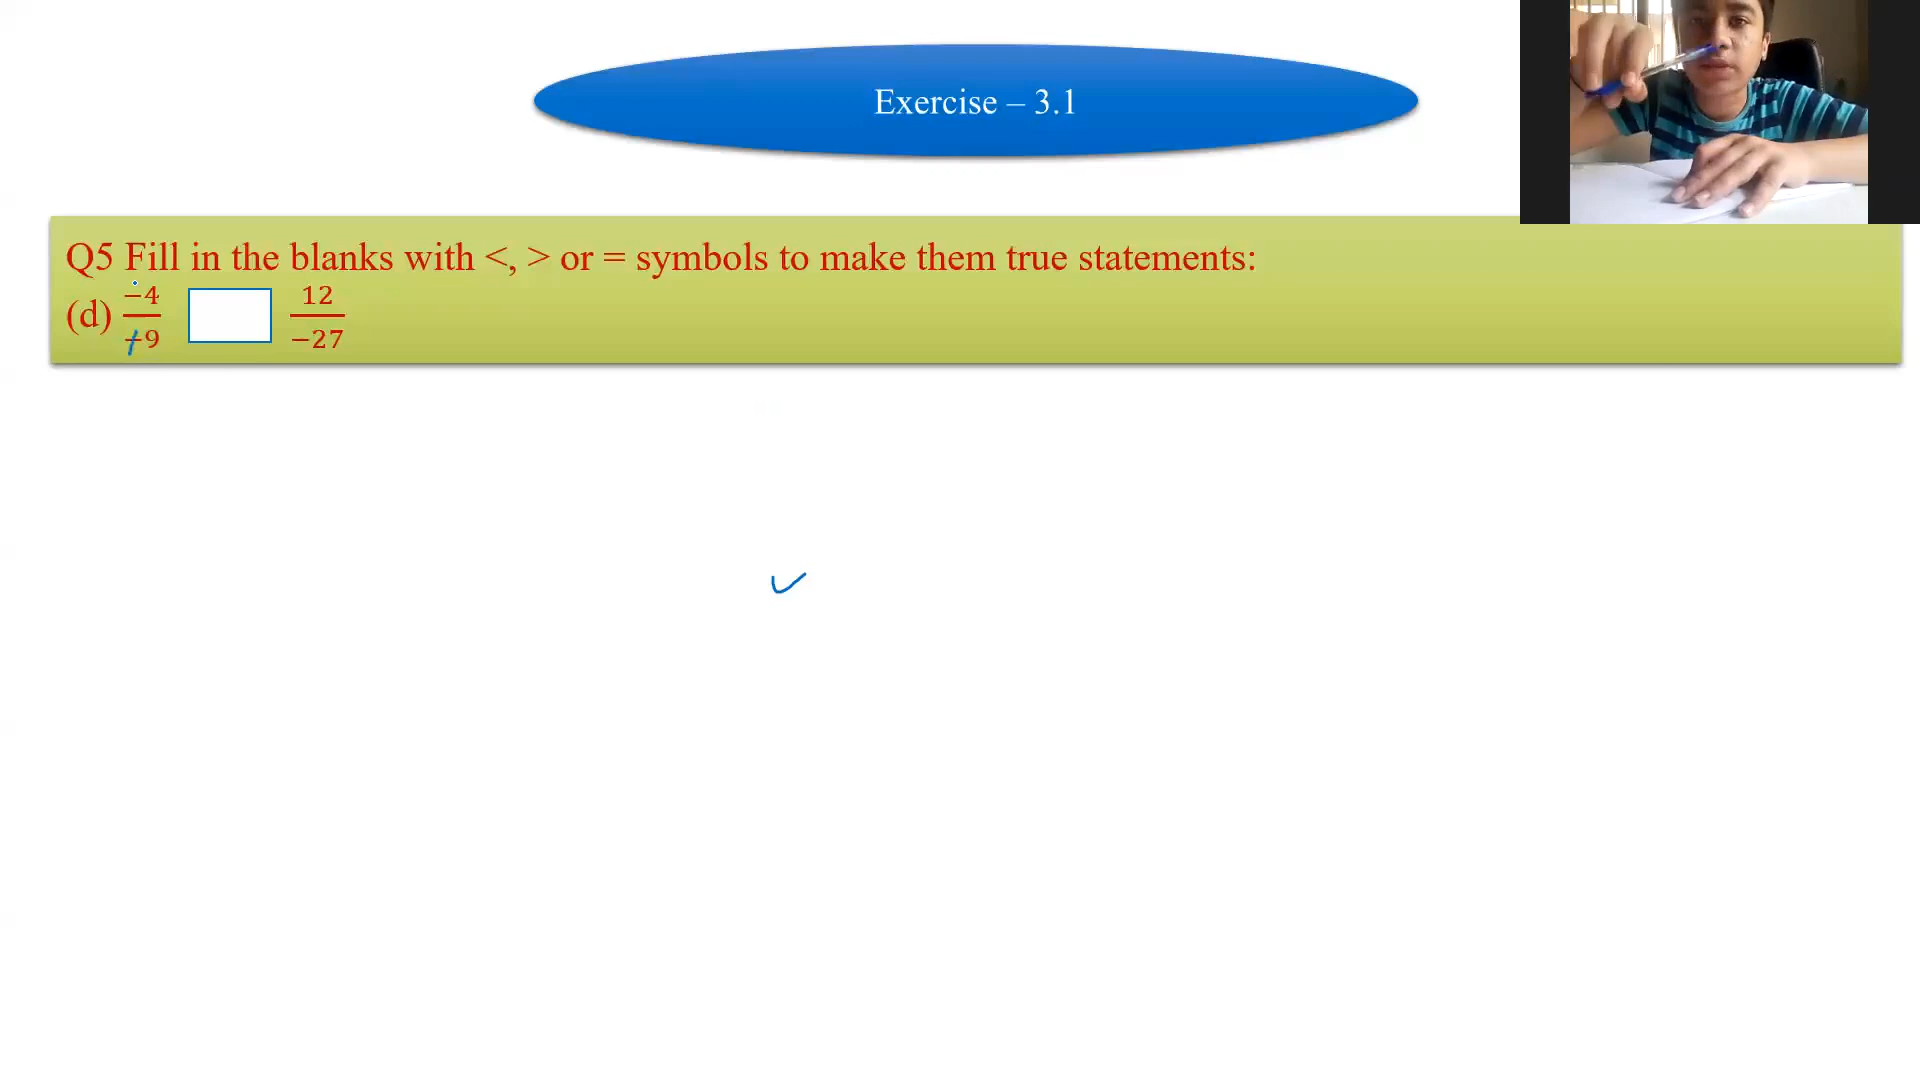 Exercise – 3.1
Q5 Fill in the blanks with <, > or = symbols to make them true statements:
(d) −4/−9 12/−27